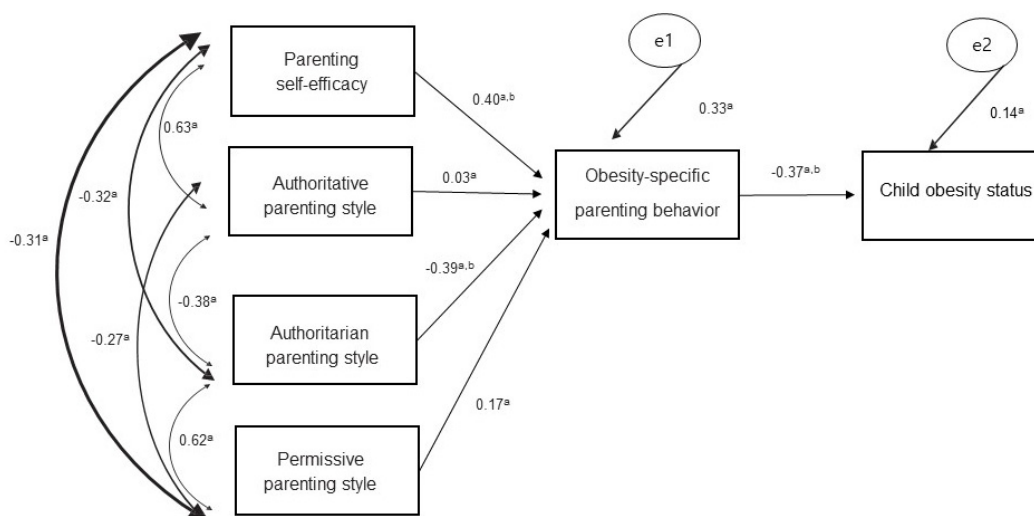 e1
e2
Parenting
self-efficacy
0.40ᵃ,ᵇ
0.33ᵃ
0.14ᵃ
0.63ᵃ
Authoritative
parenting style
0.03ᵃ
Obesity-specific
parenting behavior
-0.37ᵃ,ᵇ
Child obesity status
-0.32ᵃ
-0.31ᵃ
-0.39ᵃ,ᵇ
-0.38ᵃ
-0.27ᵃ
Authoritarian
parenting style
0.17ᵃ
0.62ᵃ
Permissive
parenting style